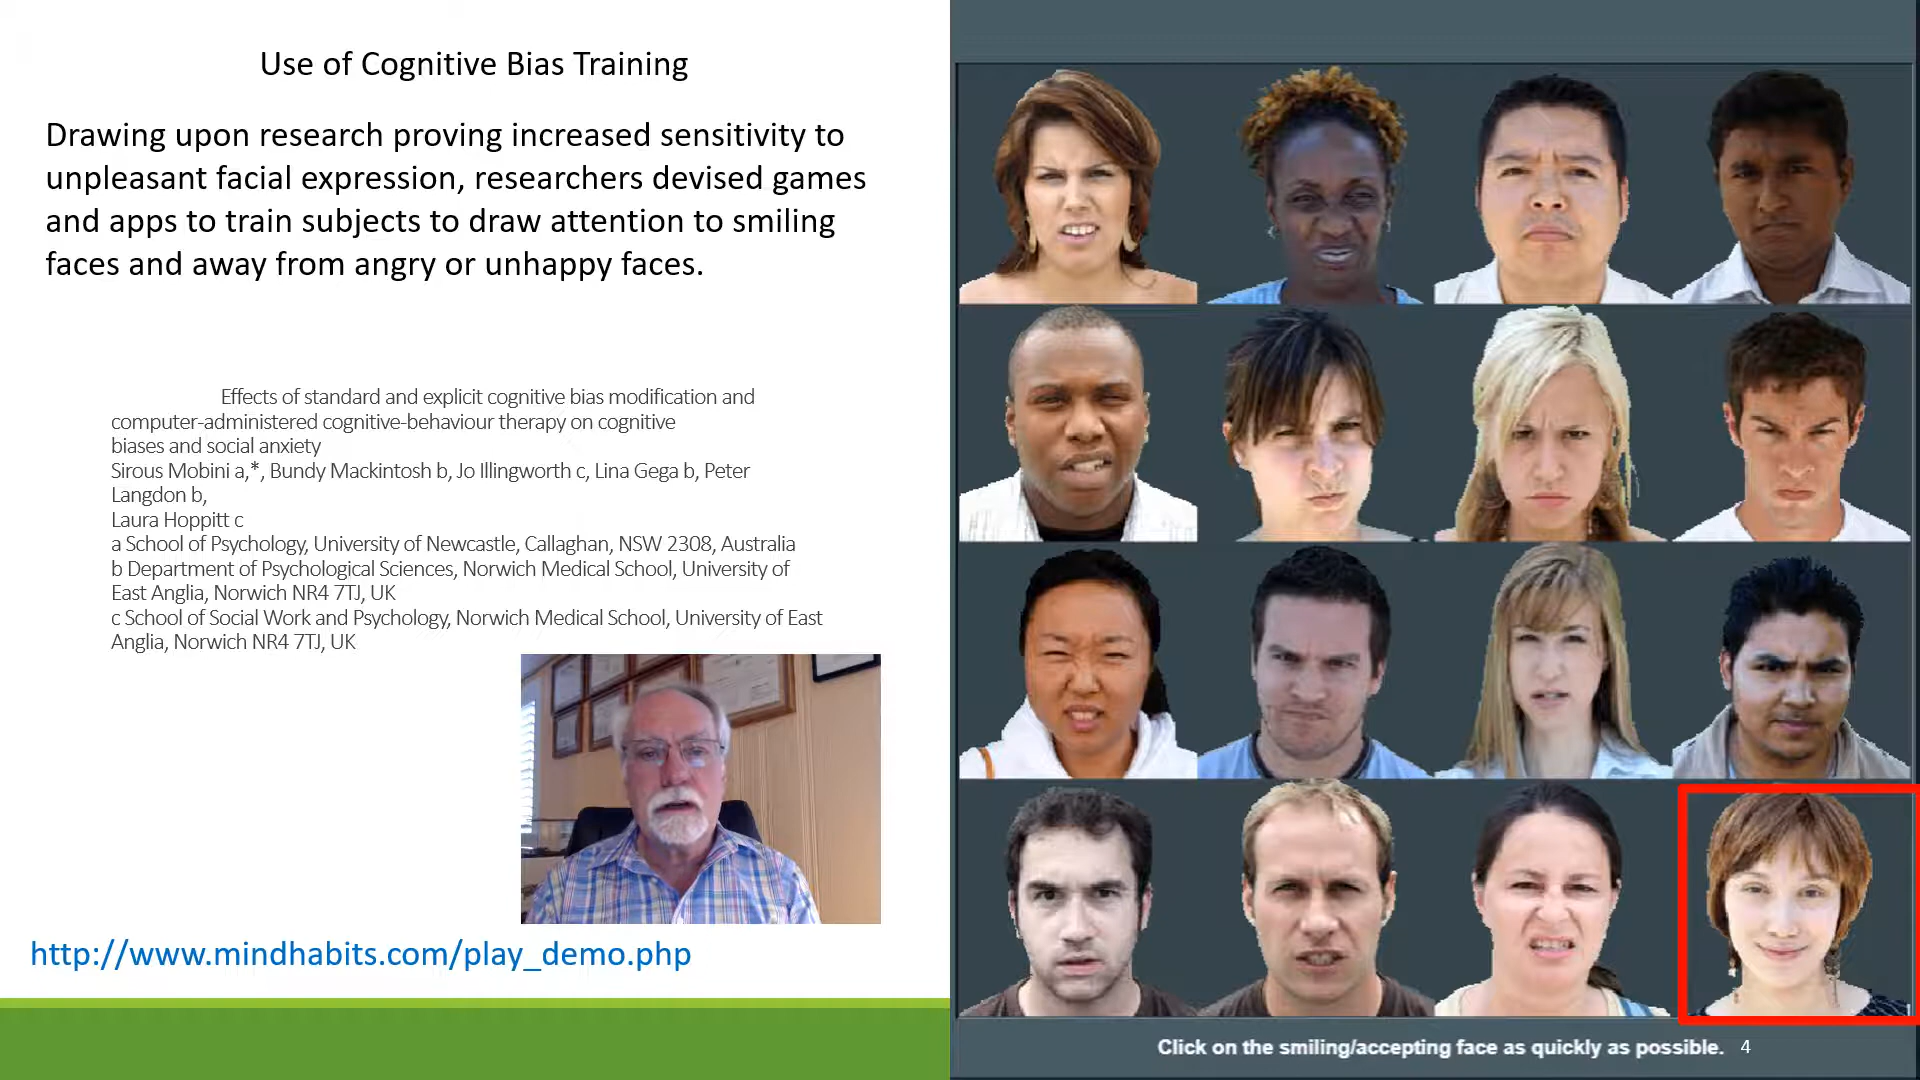 Use of Cognitive Bias Training
Drawing upon research proving increased sensitivity to
unpleasant facial expression, researchers devised games
and apps to train subjects to draw attention to smiling
faces and away from angry or unhappy faces.
Effects of standard and explicit cognitive bias modification and
computer-administered cognitive-behaviour therapy on cognitive
biases and social anxiety
Sirous Mobini a,*, Bundy Mackintosh b, Jo Illingworth c, Lina Gega b, Peter
Langdon b,
Laura Hoppitt c
a School of Psychology, University of Newcastle, Callaghan, NSW 2308, Australia
b Department of Psychological Sciences, Norwich Medical School, University of
East Anglia, Norwich NR4 7TJ, UK
c School of Social Work and Psychology, Norwich Medical School, University of East
Anglia, Norwich NR4 7TJ, UK
http://www.mindhabits.com/play_demo.php
Click on the smiling/accepting face as quickly as possible.
4